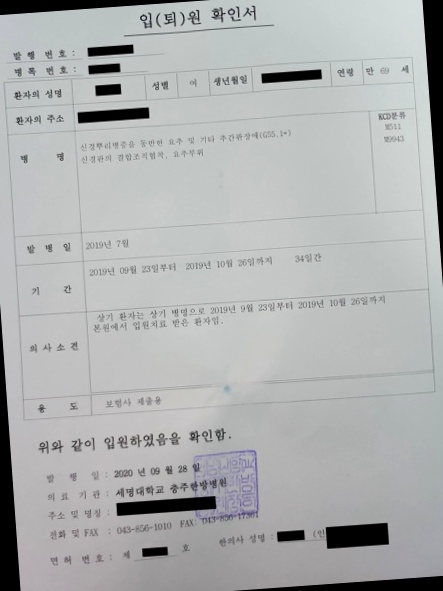 입(퇴)원 확인서
발 행 번 호 :
병 록 번 호 :
환자의 성명 성별 여 생년월일 연령 만 69 세
환자의 주소
병 명 신경뿌리병증을 동반한 요추 및 기타 추간판장애(G55.1*) KCD분류
신경관의 결합조직협착, 요추부위 M511
M9943
발 병 일 2019년 7월
기 간 2019년 09월 23일부터 2019년 10월 26일까지 34일간
의 사 소 견 상기 환자는 상기 병명으로 2019년 9월 23일부터 2019년 10월 26일까지
본원에서 입원치료 받은 환자임.
용 도 보험사 제출용
위와 같이 입원하였음을 확인함.
발 행 일 : 2020 년 09 월 28 일
의 료 기 관 : 세명대학교 충주한방병원
주소 및 명칭 :
전화 및 FAX : 043-856-1010 FAX: 043-856-17361
면 허 번 호 : 제 호 한의사 성명 : (인